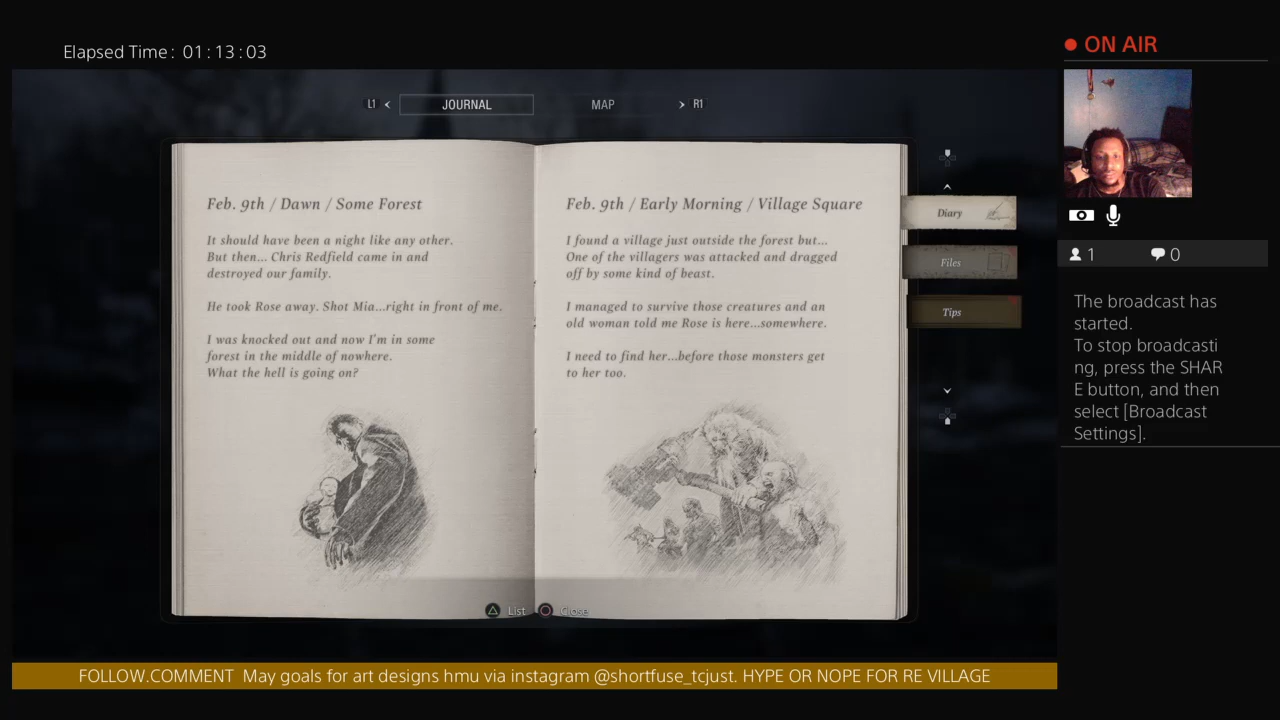 Elapsed Time: 01:13:03
ON AIR
L1 < JOURNAL MAP > R1
Feb. 9th / Dawn / Some Forest
It should have been a night like any other.
But then... Chris Redfield came in and
destroyed our family.
He took Rose away. Shot Mia...right in front of me.
I was knocked out and now I'm in some
forest in the middle of nowhere.
What the hell is going on?
Feb. 9th / Early Morning / Village Square
I found a village just outside the forest but...
One of the villagers was attacked and dragged
off by some kind of beast.
I managed to survive those creatures and an
old woman told me Rose is here...somewhere.
I need to find her...before those monsters get
to her too.
Diary
Files
Tips
List Close
1 0
The broadcast has
started.
To stop broadcasti
ng, press the SHAR
E button, and then
select [Broadcast
Settings].
FOLLOW.COMMENT May goals for art designs hmu via instagram @shortfuse_tcjust. HYPE OR NOPE FOR RE VILLAGE